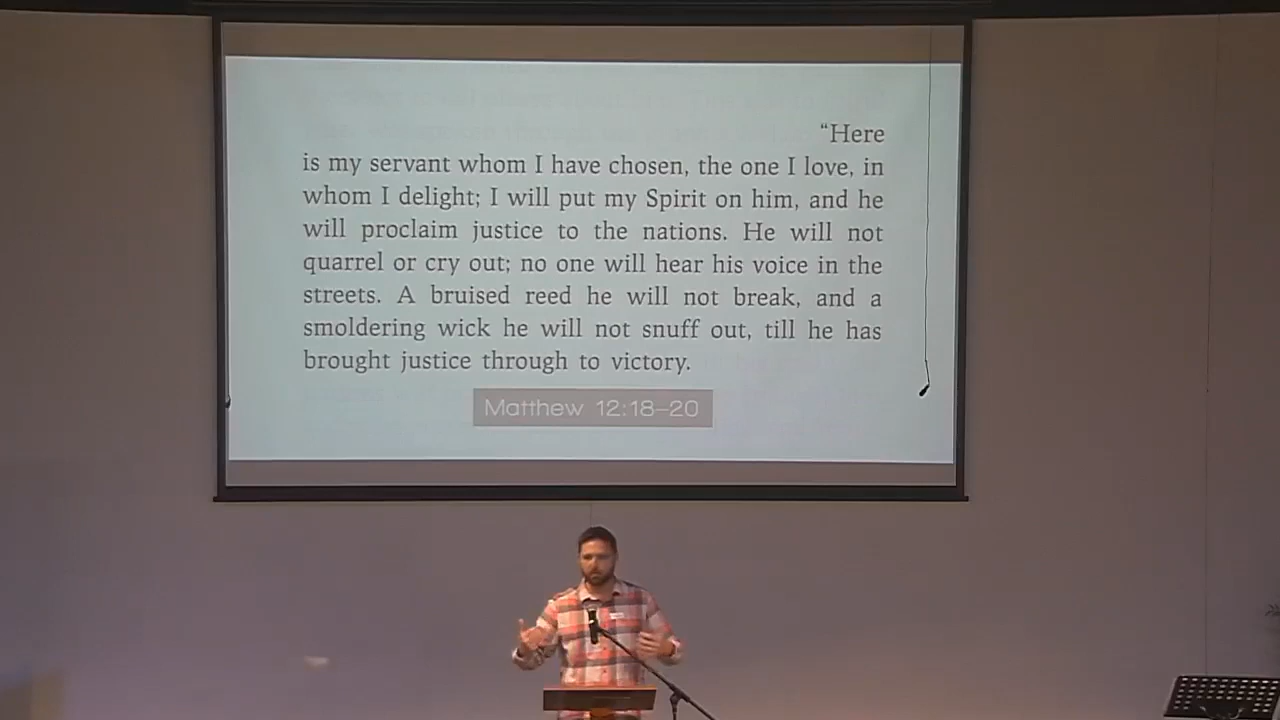 “Here
is my servant whom I have chosen, the one I love, in
whom I delight; I will put my Spirit on him, and he
will proclaim justice to the nations. He will not
quarrel or cry out; no one will hear his voice in the
streets. A bruised reed he will not break, and a
smoldering wick he will not snuff out, till he has
brought justice through to victory.
Matthew 12:18–20